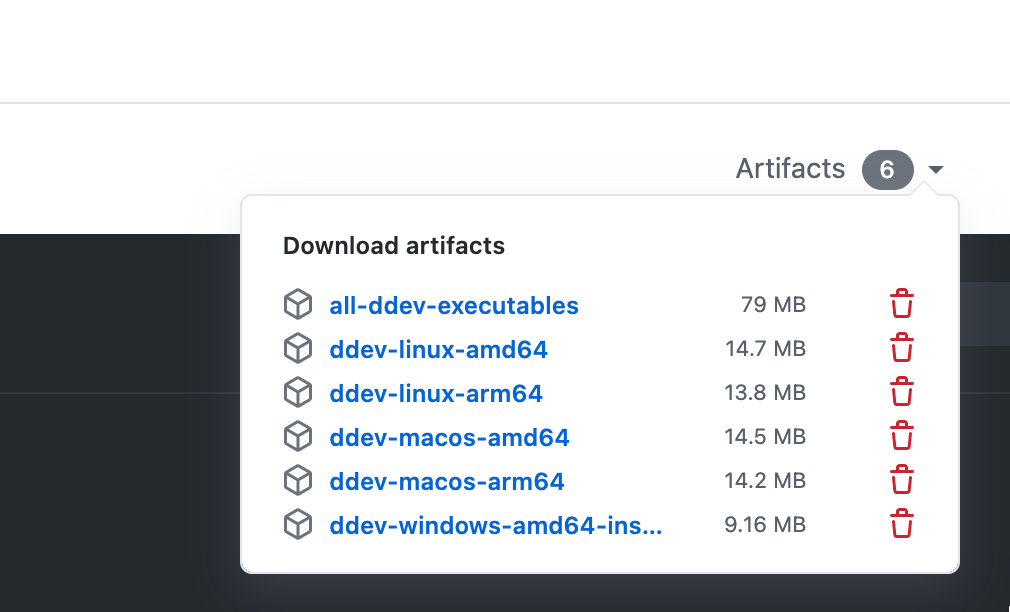 Artifacts 6
Download artifacts
all-ddev-executables 79 MB
ddev-linux-amd64 14.7 MB
ddev-linux-arm64 13.8 MB
ddev-macos-amd64 14.5 MB
ddev-macos-arm64 14.2 MB
ddev-windows-amd64-ins... 9.16 MB